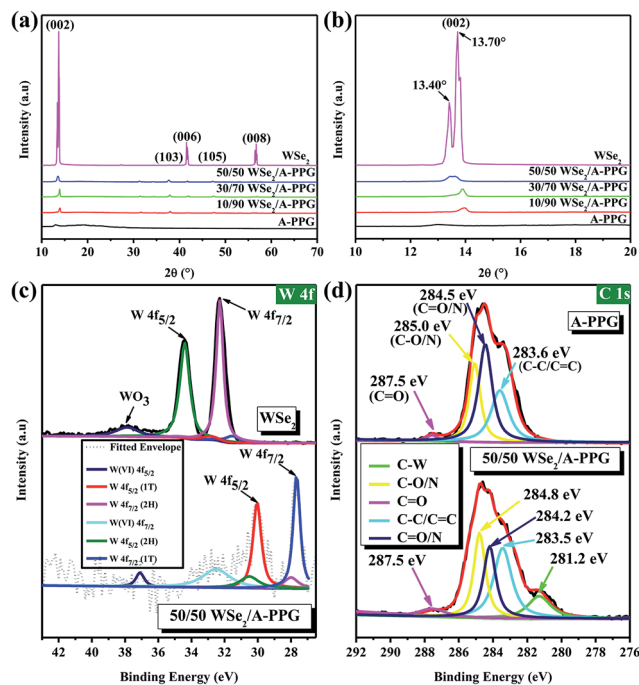 (a)
(002)
(006)
(008)
(103)
(105)
WSe2
50/50 WSe2/A-PPG
30/70 WSe2/A-PPG
10/90 WSe2/A-PPG
A-PPG
Intensity (a.u)
10 20 30 40 50 60 70
2θ (°)
(b)
(002)
13.70°
13.40°
WSe2
50/50 WSe2/A-PPG
30/70 WSe2/A-PPG
10/90 WSe2/A-PPG
A-PPG
Intensity (a.u)
10 12 14 16 18 20
2θ (°)
(c)
W 4f
W 4f7/2
W 4f5/2
WO3
WSe2
Fitted Envelope
W(VI) 4f5/2
W 4f5/2 (1T)
W 4f7/2 (2H)
W(VI) 4f7/2
W 4f5/2 (2H)
W 4f7/2 (1T)
W 4f7/2
W 4f5/2
50/50 WSe2/A-PPG
Intensity (a.u)
42 40 38 36 34 32 30 28
Binding Energy (eV)
(d)
C 1s
A-PPG
284.5 eV
(C=O/N)
285.0 eV
(C-O/N)
283.6 eV
(C-C/C=C)
287.5 eV
(C=O)
50/50 WSe2/A-PPG
C-W
C-O/N
C=O
C-C/C=C
C=O/N
284.8 eV
284.2 eV
283.5 eV
281.2 eV
287.5 eV
Intensity (a.u)
292 290 288 286 284 282 280 278 276
Binding Energy (eV)